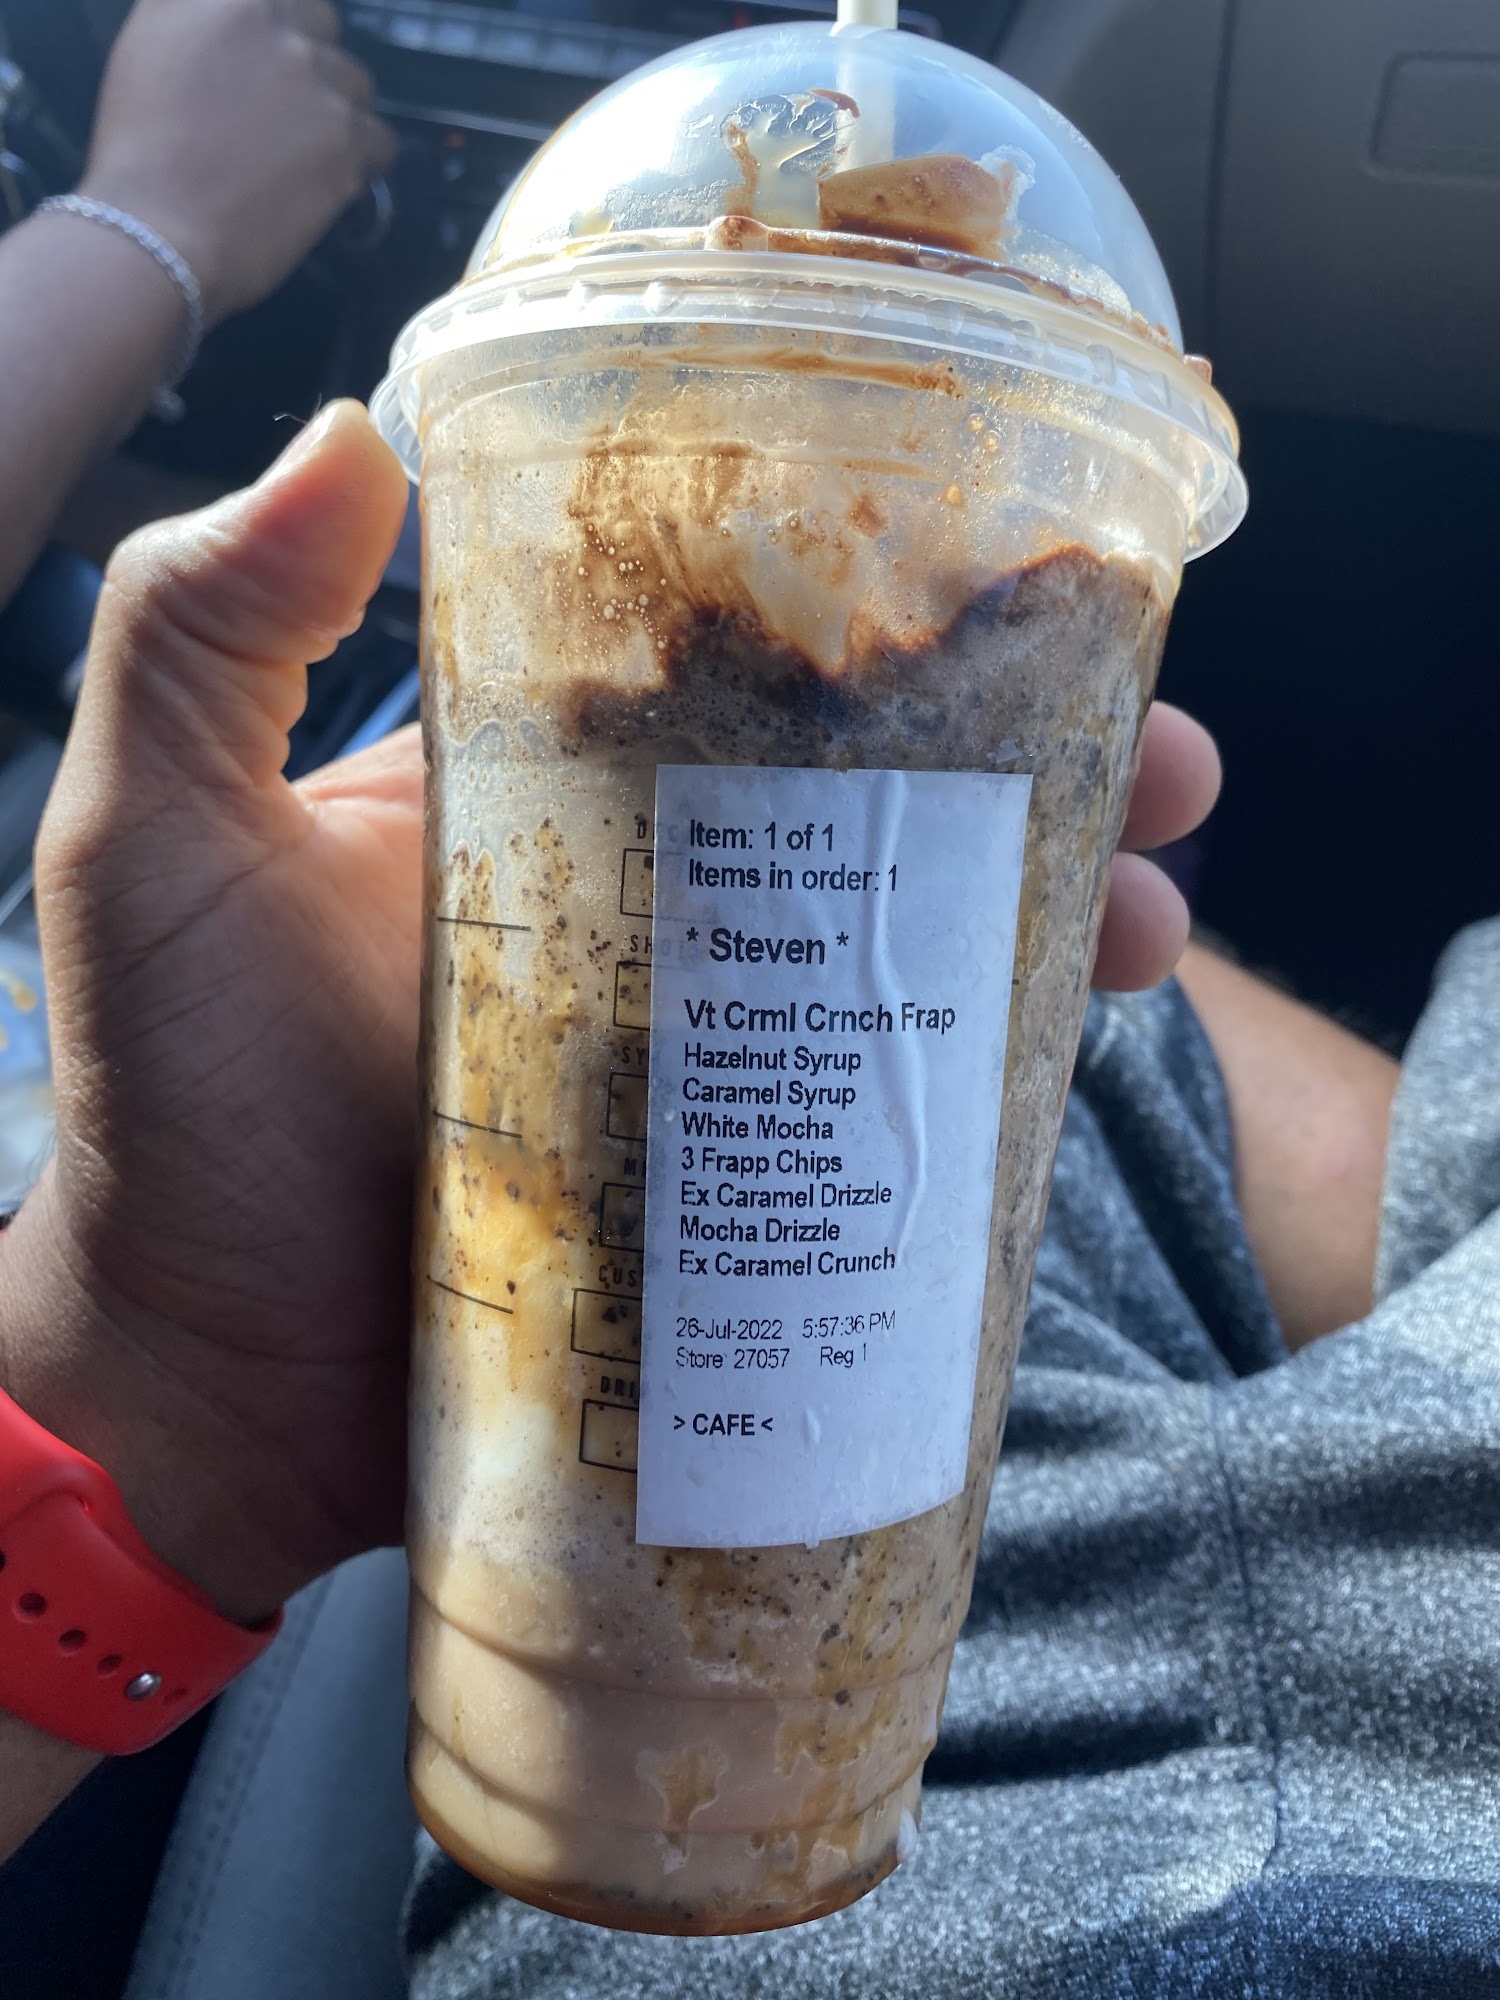 Item: 1 of 1
Items in order: 1
* Steven *
Vt Crml Crnch Frap
Hazelnut Syrup
Caramel Syrup
White Mocha
3 Frapp Chips
Ex Caramel Drizzle
Mocha Drizzle
Ex Caramel Crunch
26-Jul-2022 5:57:36 PM
Store 27057 Reg 1
> CAFE <